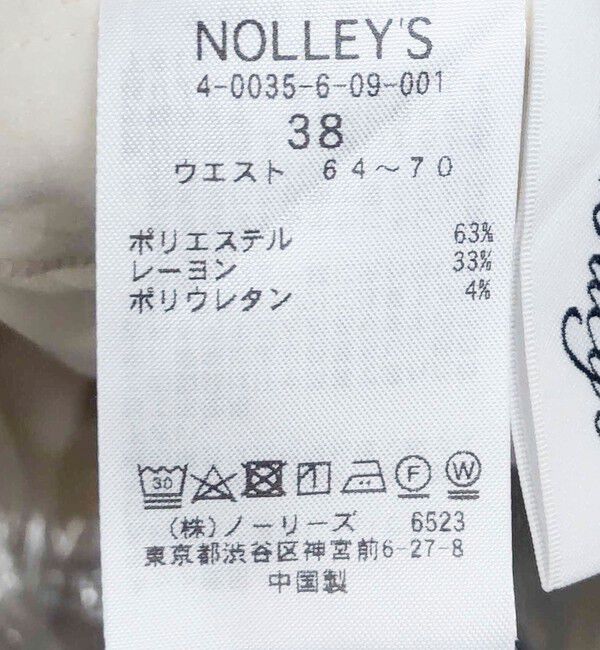 NOLLEY'S
4-0035-6-09-001
38
ウエスト 64～70
ポリエステル 63%
レーヨン 33%
ポリウレタン 4%
30 F W
(株)ノーリーズ 6523
東京都渋谷区神宮前6-27-8
中国製